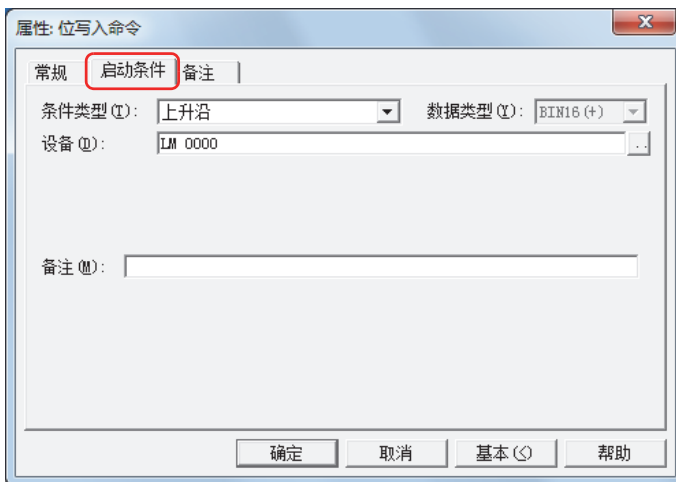 属性: 位写入命令
常规 启动条件 备注
条件类型(T): 上升沿 数据类型(Y): BIN16(+)
设备(D): LM 0000 ..
备注(M):
确定 取消 基本(<) 帮助